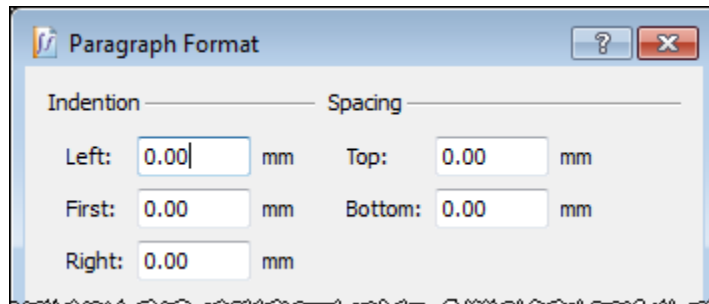 Paragraph Format
Indention Spacing
Left: 0.00 mm Top: 0.00 mm
First: 0.00 mm Bottom: 0.00 mm
Right: 0.00 mm